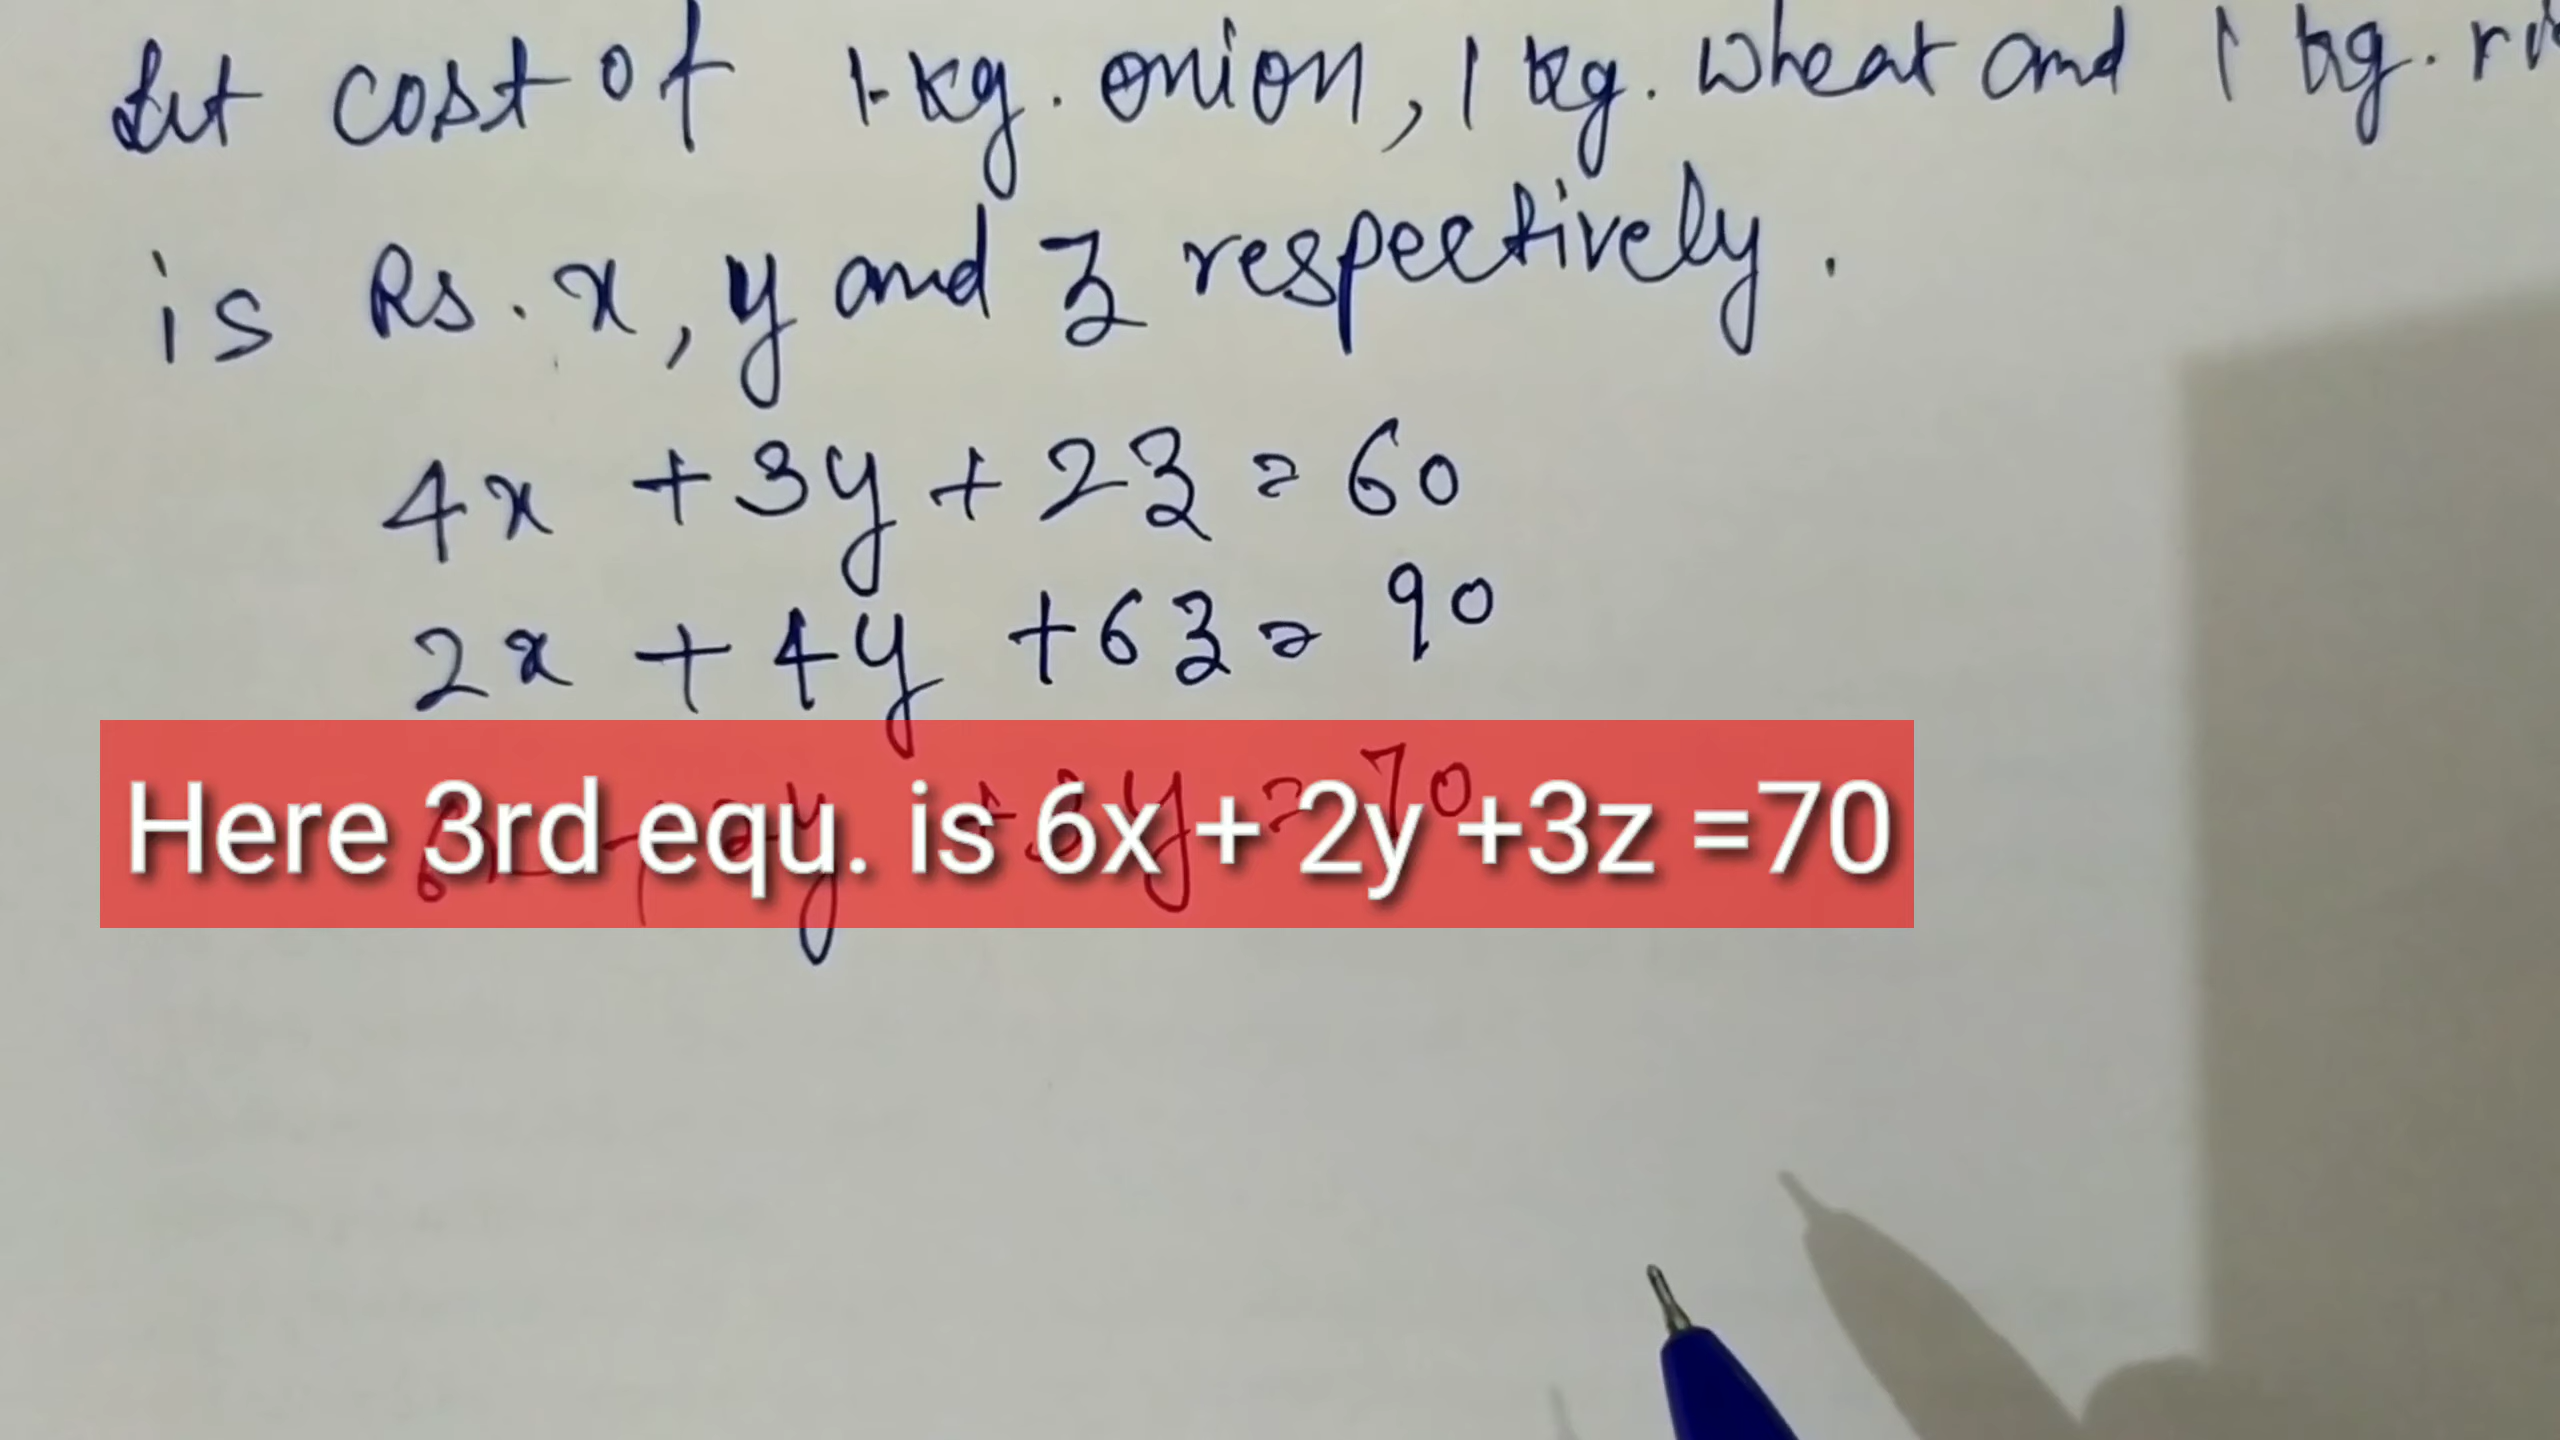 Let cost of 1 kg. onion, 1 kg. wheat and 1 kg.
is Rs. x, y and z respectively.
4x + 3y + 2z = 60
2x + 4y + 6z = 90
Here 3rd equ. is 6x + 2y +3z =70